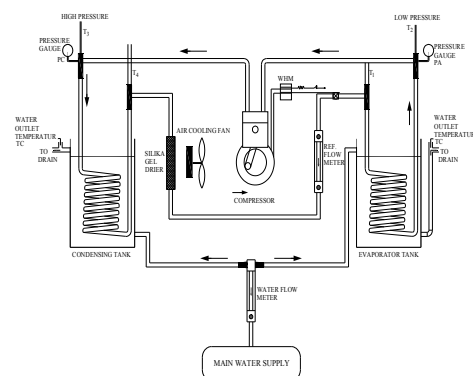 HIGH PRESSURE
T3
PRESSURE
GAUGE
PC
T4
WATER
OUTLET
TEMPERATUR
TC
TO
DRAIN
CONDENSING TANK
SILIKA
GEL
DRIER
AIR COOLING FAN
COMPRESSOR
WHM
REF. FLOW
METER
LOW PRESSURE
T2
PRESSURE
GAUGE
PA
T1
WATER
OUTLET
TEMPERATUR
TC
TO
DRAIN
EVAPORATOR TANK
WATER FLOW
METER
MAIN WATER SUPPLY